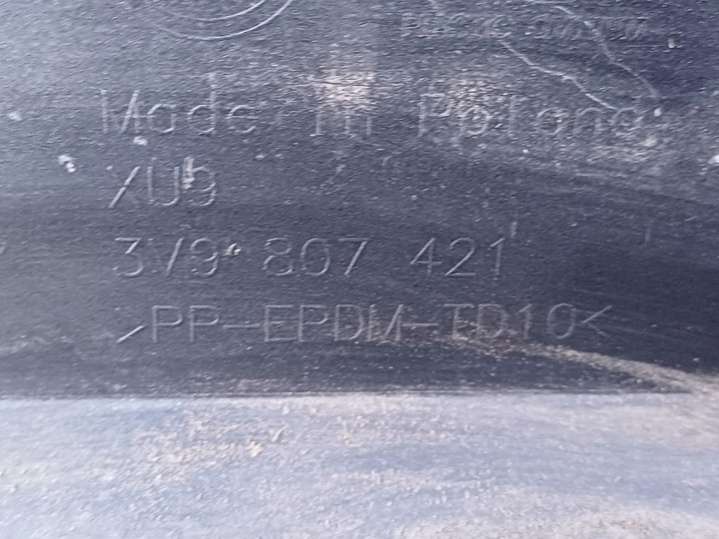 Made in Poland
XU9
3V9 807 421
>PP-EPDM-TD10<